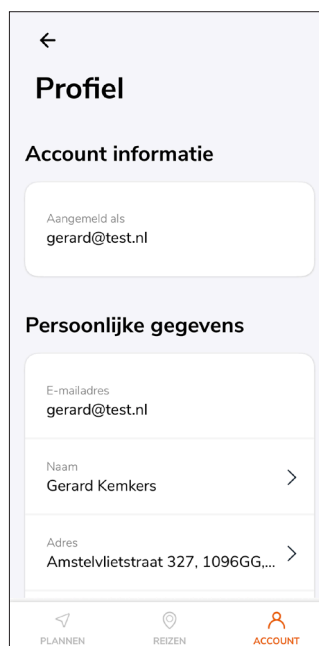 Profiel
Account informatie
Aangemeld als
gerard@test.nl
Persoonlijke gegevens
E-mailadres
gerard@test.nl
Naam
Gerard Kemkers
Adres
Amstelvlietstraat 327, 1096GG,...
PLANNEN REIZEN ACCOUNT